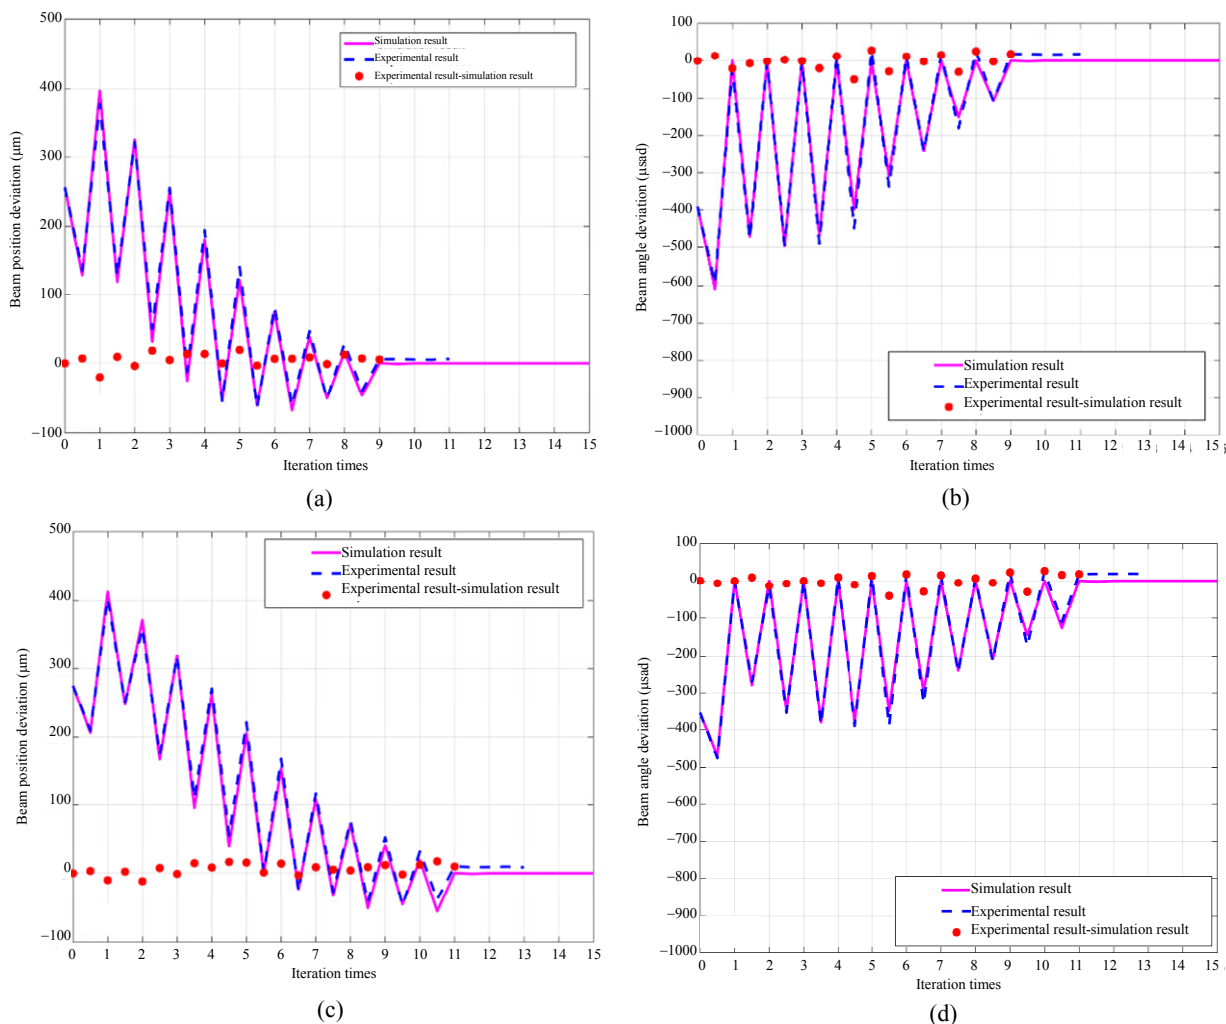 500
400
300
200
100
0
−100
Beam position deviation (μm)
Simulation result
Experimental result
Experimental result-simulation result
0 1 2 3 4 5 6 7 8 9 10 11 12 13 14 15
Iteration times
(a)
100
0
−100
−200
−300
−400
−500
−600
−700
−800
−900
−1000
Beam angle deviation (μsad)
Simulation result
Experimental result
Experimental result-simulation result
0 1 2 3 4 5 6 7 8 9 10 11 12 13 14 15
Iteration times
(b)
500
400
300
200
100
0
−100
Beam position deviation (μm)
Simulation result
Experimental result
Experimental result-simulation result
0 1 2 3 4 5 6 7 8 9 10 11 12 13 14 15
Iteration times
(c)
100
0
−100
−200
−300
−400
−500
−600
−700
−800
−900
−1000
Beam angle deviation (μsad)
Simulation result
Experimental result
Experimental result-simulation result
0 1 2 3 4 5 6 7 8 9 10 11 12 13 14 15
Iteration times
(d)